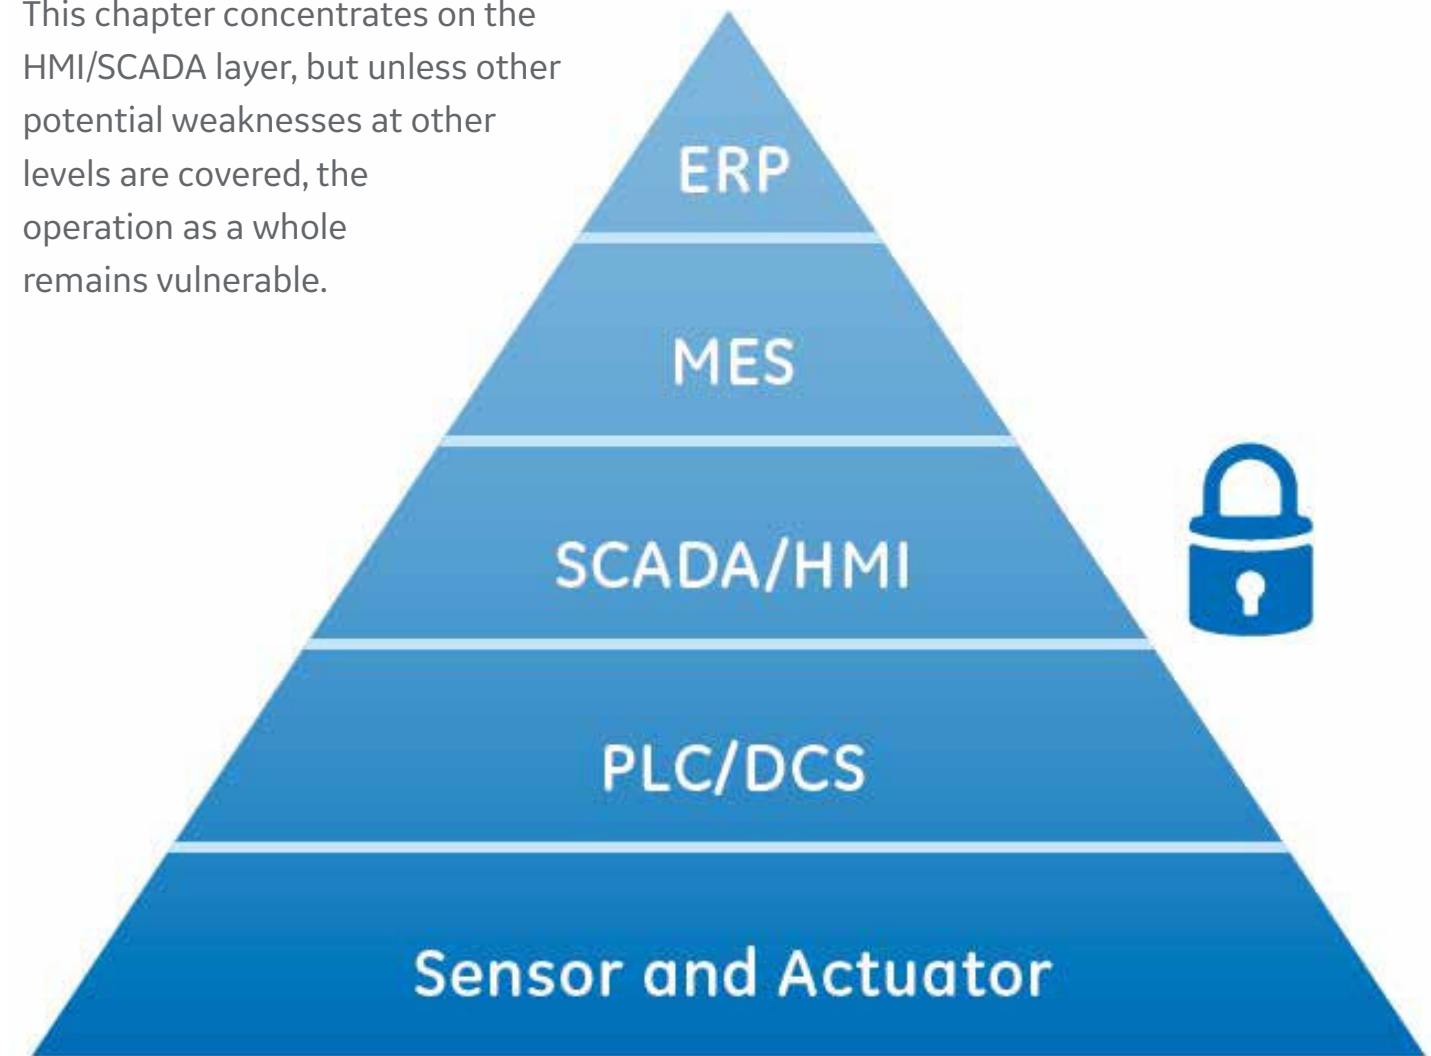 This chapter concentrates on the
HMI/SCADA layer, but unless other
potential weaknesses at other
levels are covered, the
operation as a whole
remains vulnerable.
ERP
MES
SCADA/HMI
PLC/DCS
Sensor and Actuator